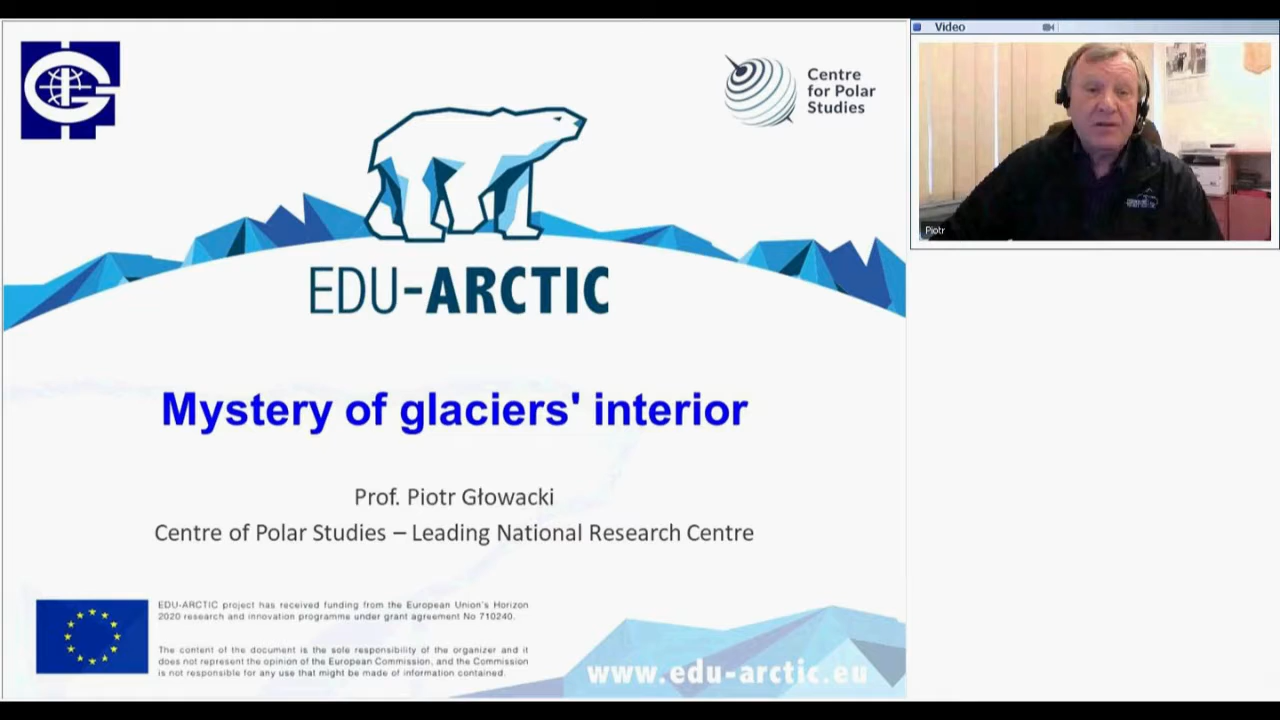 Video
Centre
for Polar
Studies
EDU-ARCTIC
Piotr
Mystery of glaciers' interior
Prof. Piotr Głowacki
Centre of Polar Studies – Leading National Research Centre
EDU-ARCTIC project has received funding from the European Union's Horizon
2020 research and innovation programme under grant agreement No 710240.
The content of the document is the sole responsibility of the organizer and it
does not represent the opinion of the European Commission, and the Commission
is not responsible for any use that might be made of information contained.
www.edu-arctic.eu